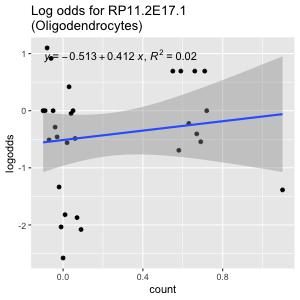 Log odds for RP11.2E17.1
(Oligodendrocytes)
y = −0.513 + 0.412 x, R² = 0.02
1
0
-1
-2
logodds
0.0 0.4 0.8
count